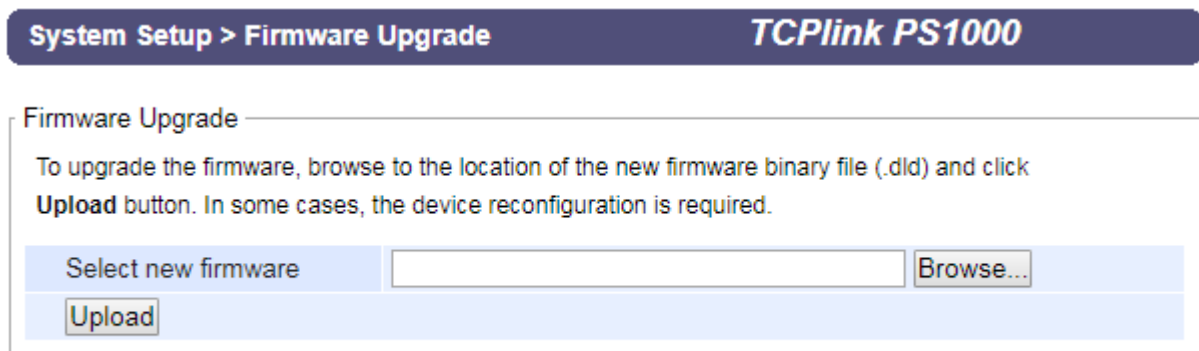 System Setup > Firmware Upgrade TCPlink PS1000
Firmware Upgrade
To upgrade the firmware, browse to the location of the new firmware binary file (.dld) and click
Upload button. In some cases, the device reconfiguration is required.
Select new firmware Browse...
Upload